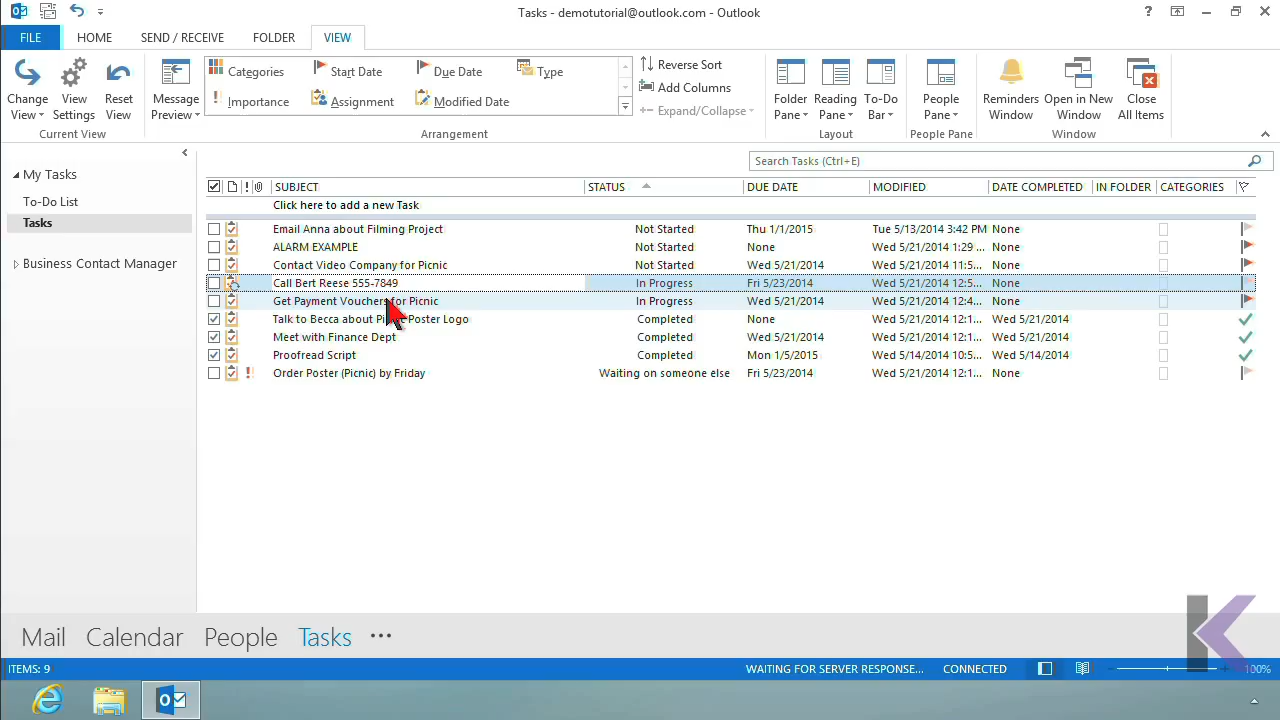 Tasks - demotutorial@outlook.com - Outlook
FILE HOME SEND / RECEIVE FOLDER VIEW
Change View View Settings Reset View
Current View
Message Preview
Categories Start Date Due Date Type
Importance Assignment Modified Date
Arrangement
Reverse Sort
Add Columns
Expand/Collapse
Folder Pane Reading Pane To-Do Bar
Layout
People Pane
People Pane
Reminders Window Open in New Window Close All Items
Window
My Tasks
To-Do List
Tasks
Business Contact Manager
Search Tasks (Ctrl+E)
SUBJECT STATUS DUE DATE MODIFIED DATE COMPLETED IN FOLDER CATEGORIES
Click here to add a new Task
Email Anna about Filming Project Not Started Thu 1/1/2015 Tue 5/13/2014 3:42 PM None
ALARM EXAMPLE Not Started None Wed 5/21/2014 1:29 ... None
Contact Video Company for Picnic Not Started Wed 5/21/2014 Wed 5/21/2014 11:5... None
Call Bert Reese 555-7849 In Progress Fri 5/23/2014 Wed 5/21/2014 12:5... None
Get Payment Vouchers for Picnic In Progress Wed 5/21/2014 Wed 5/21/2014 12:4... None
Talk to Becca about Picnic Poster Logo Completed None Wed 5/21/2014 12:1... Wed 5/21/2014
Meet with Finance Dept Completed Wed 5/21/2014 Wed 5/21/2014 12:1... Wed 5/21/2014
Proofread Script Completed Mon 1/5/2015 Wed 5/14/2014 10:5... Wed 5/14/2014
Order Poster (Picnic) by Friday Waiting on someone else Fri 5/23/2014 Wed 5/21/2014 12:1... None
Mail Calendar People Tasks ...
ITEMS: 9 WAITING FOR SERVER RESPONSE... CONNECTED 100%